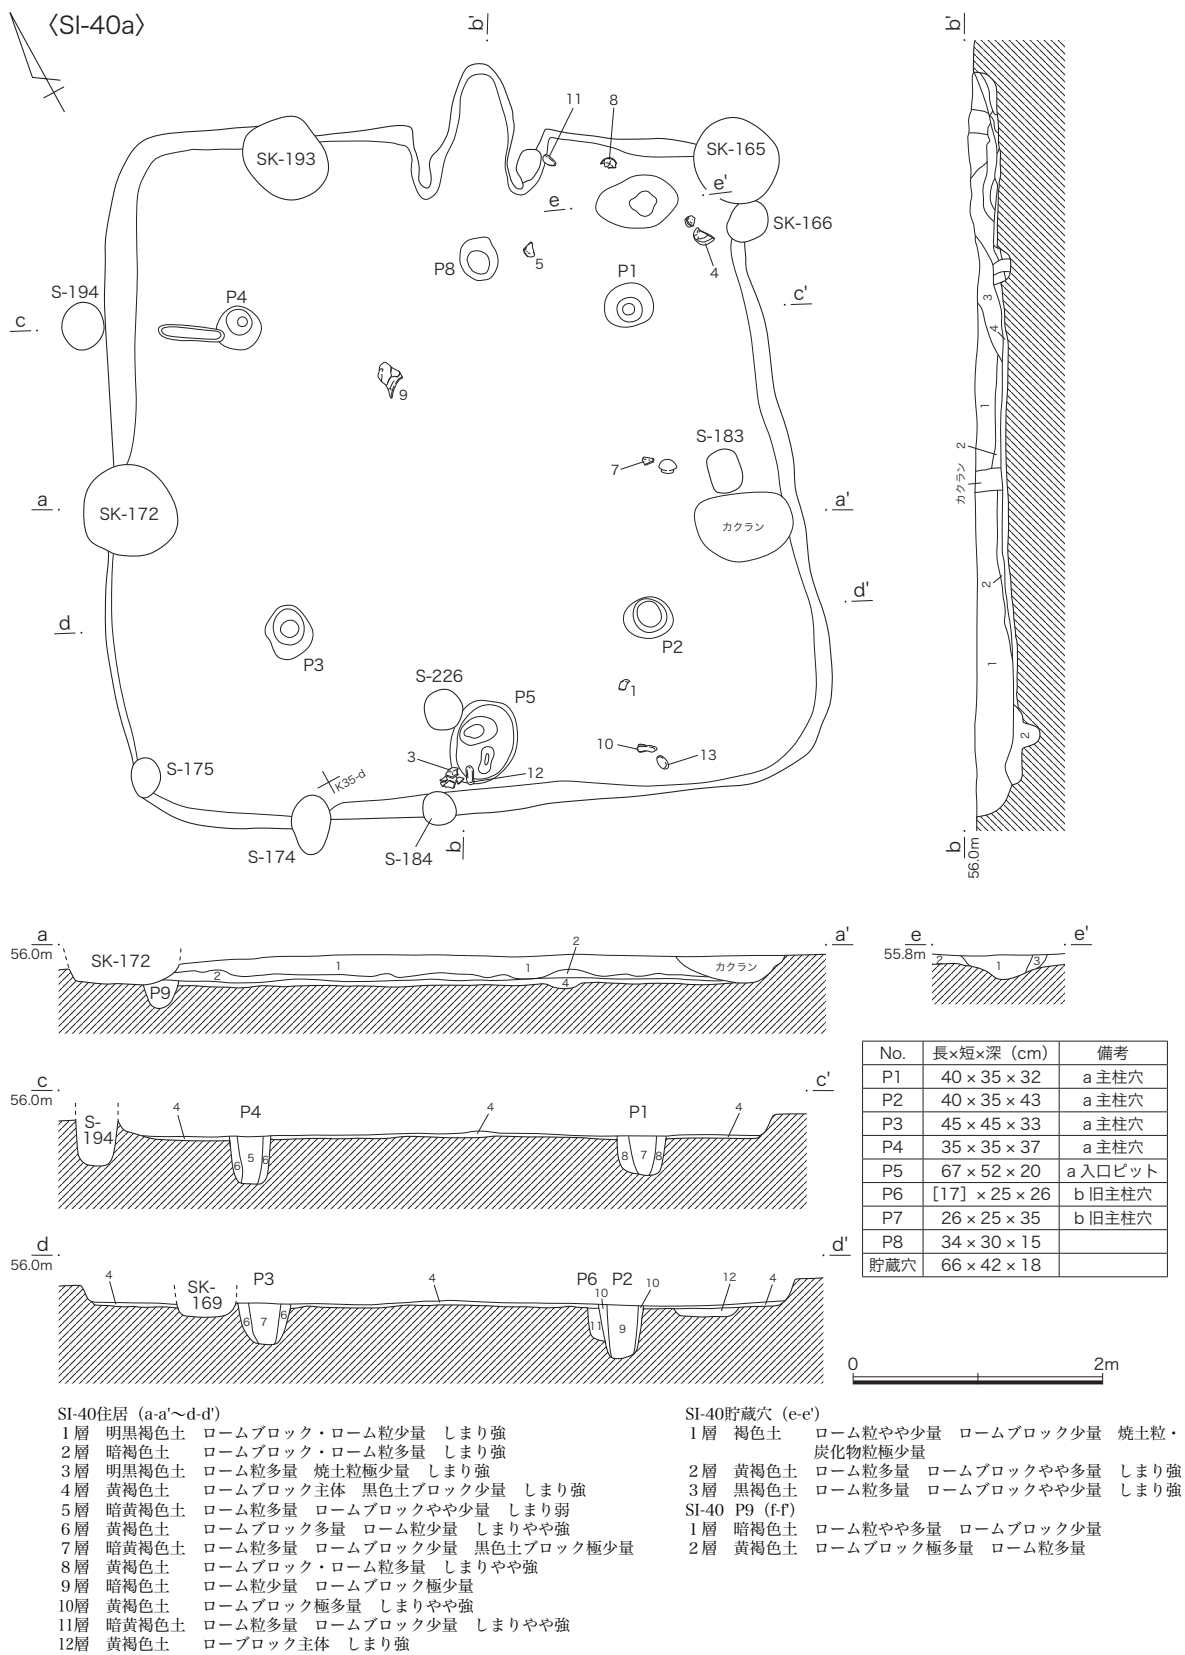 〈SI-40a〉
b'
b'
11
8
SK-193
SK-165
e'
e
SK-166
P8
5
4
P1
S-194
P4
c
c'
3
4
9
1
S-183
7
2
カクラン
a
SK-172
a'
カクラン
d'
2
d
P2
P3
1
S-226
P5
1
10
13
2
3
12
S-175
K35-d
S-174
S-184
b
b
56.0m
a
56.0m
SK-172
2
1
1
2
4
カクラン
P9
a'
e
55.8m
2
1
3
e'
c
56.0m
S-
194
4
P4
4
P1
4
c'
6
5
6
8
7
8
d
56.0m
4
SK-
169
P3
4
P6
P2
10
10
12
4
d'
6
7
6
11
9
No. 長×短×深（cm） 備考
P1 40×35×32 a 主柱穴
P2 40×35×43 a 主柱穴
P3 45×45×33 a 主柱穴
P4 35×35×37 a 主柱穴
P5 67×52×20 a 入口ピット
P6 ［17］×25×26 b 旧主柱穴
P7 26×25×35 b 旧主柱穴
P8 34×30×15
貯蔵穴 66×42×18
0 2m
SI-40住居（a-a'～d-d'）
1層　明黒褐色土　ロームブロック・ローム粒少量　しまり強
2層　暗褐色土　ロームブロック・ローム粒多量　しまり強
3層　明黒褐色土　ローム粒多量　焼土粒極少量　しまり強
4層　黄褐色土　ロームブロック主体　黒色土ブロック少量　しまり強
5層　暗黄褐色土　ローム粒多量　ロームブロックやや少量　しまり弱
6層　黄褐色土　ロームブロック多量　ローム粒少量　しまりやや強
7層　暗黄褐色土　ローム粒多量　ロームブロック少量　黒色土ブロック極少量
8層　黄褐色土　ロームブロック・ローム粒多量　しまりやや強
9層　暗褐色土　ローム粒少量　ロームブロック極少量
10層　黄褐色土　ロームブロック極多量　しまりやや強
11層　暗黄褐色土　ローム粒多量　ロームブロック少量　しまりやや強
12層　黄褐色土　ローブロック主体　しまり強
SI-40貯蔵穴（e-e'）
1層　褐色土　ローム粒やや少量　ロームブロック少量　焼土粒・
炭化物粒極少量
2層　黄褐色土　ローム粒多量　ロームブロックやや多量　しまり強
3層　黒褐色土　ローム粒多量　ロームブロックやや少量　しまり強
SI-40 P9（f-f'）
1層　暗褐色土　ローム粒やや多量　ロームブロック少量
2層　黄褐色土　ロームブロック極多量　ローム粒多量